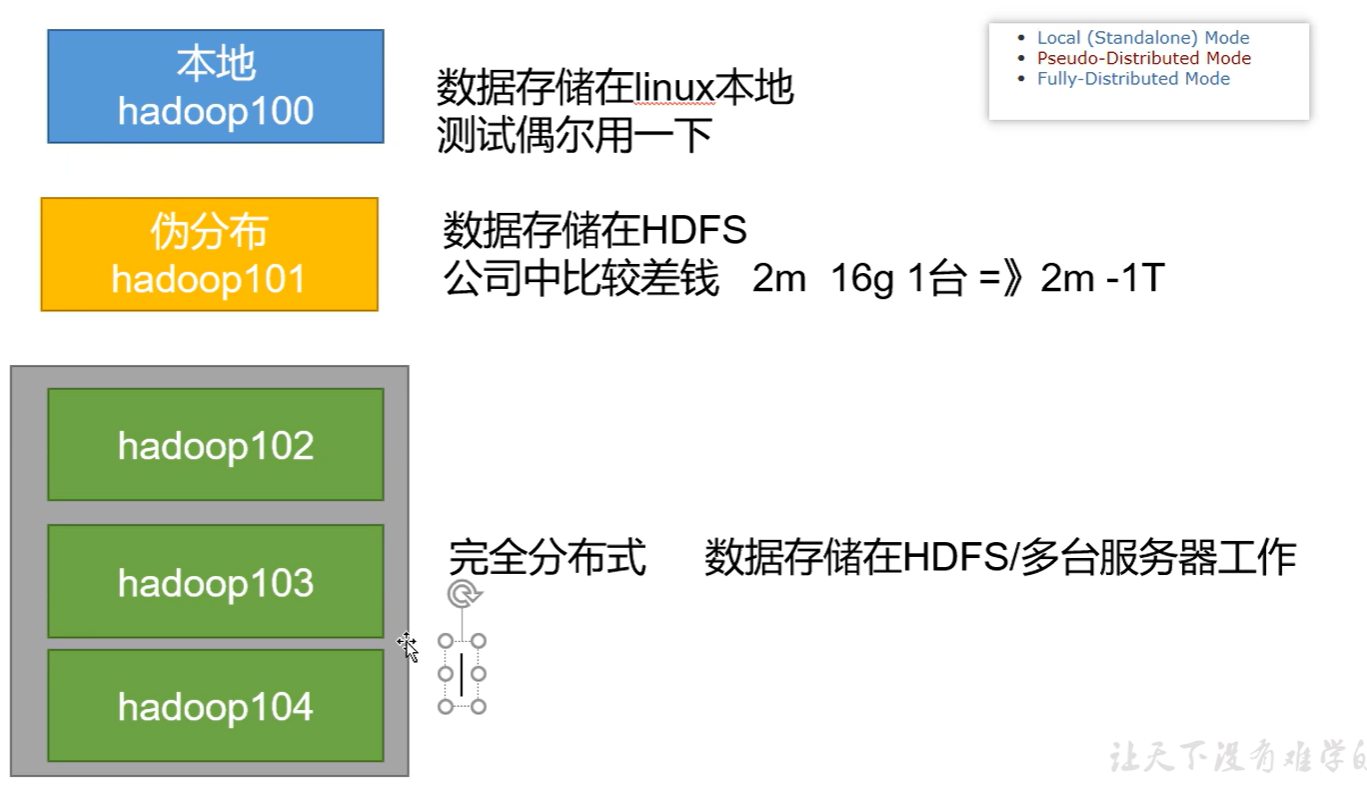 本地
hadoop100
数据存储在linux本地
测试偶尔用一下
Local (Standalone) Mode
Pseudo-Distributed Mode
Fully-Distributed Mode
伪分布
hadoop101
数据存储在HDFS
公司中比较差钱 2m 16g 1台 =》2m -1T
hadoop102
hadoop103
hadoop104
完全分布式 数据存储在HDFS/多台服务器工作
让天下没有难学的